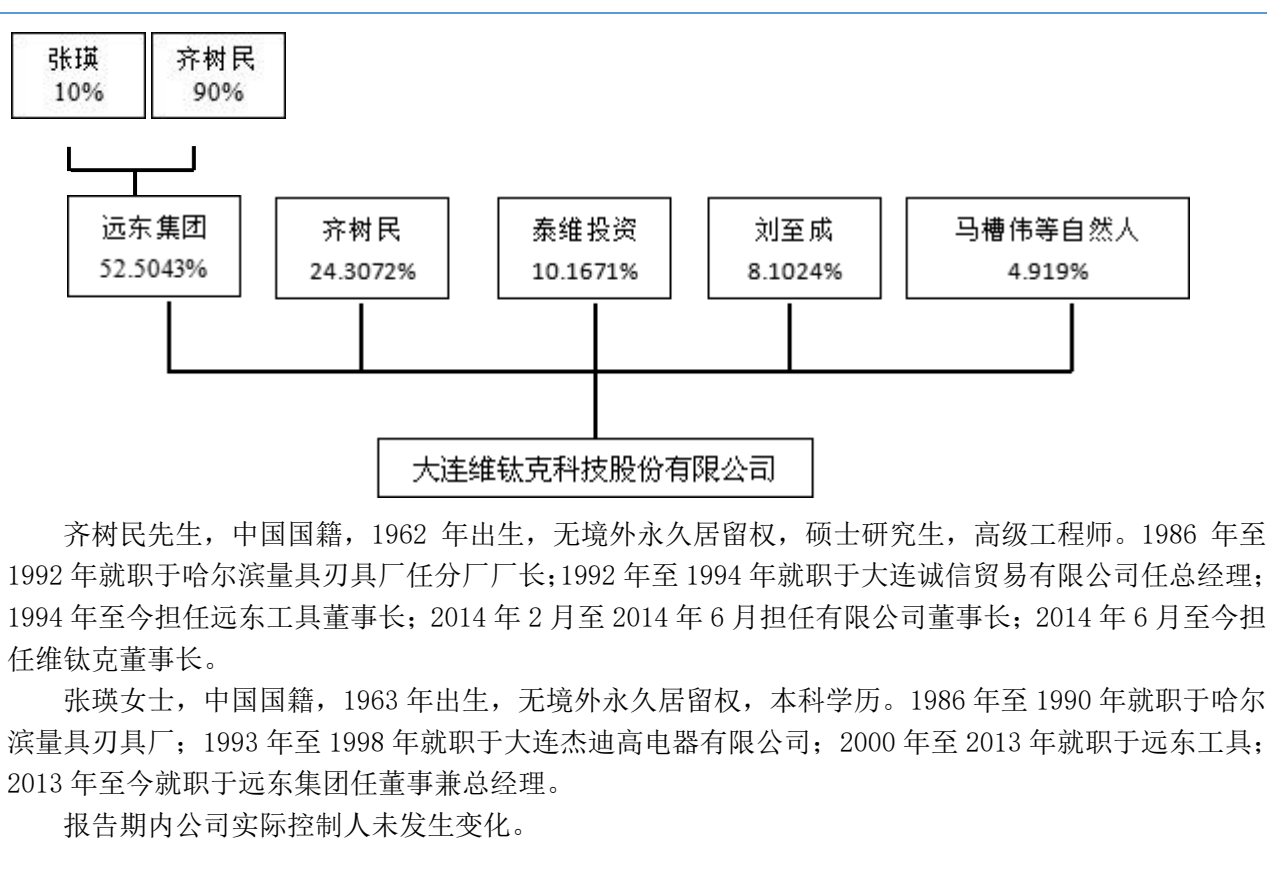 张瑛
10%
齐树民
90%
远东集团
52.5043%
齐树民
24.3072%
泰维投资
10.1671%
刘至成
8.1024%
马槽伟等自然人
4.919%
大连维钛克科技股份有限公司
齐树民先生，中国国籍，1962 年出生，无境外永久居留权，硕士研究生，高级工程师。1986 年至
1992 年就职于哈尔滨量具刃具厂任分厂厂长；1992 年至 1994 年就职于大连诚信贸易有限公司任总经理；
1994 年至今担任远东工具董事长；2014 年 2 月至 2014 年 6 月担任有限公司董事长；2014 年 6 月至今担
任维钛克董事长。
张瑛女士，中国国籍，1963 年出生，无境外永久居留权，本科学历。1986 年至 1990 年就职于哈尔
滨量具刃具厂；1993 年至 1998 年就职于大连杰迪高电器有限公司；2000 年至 2013 年就职于远东工具；
2013 年至今就职于远东集团任董事兼总经理。
报告期内公司实际控制人未发生变化。